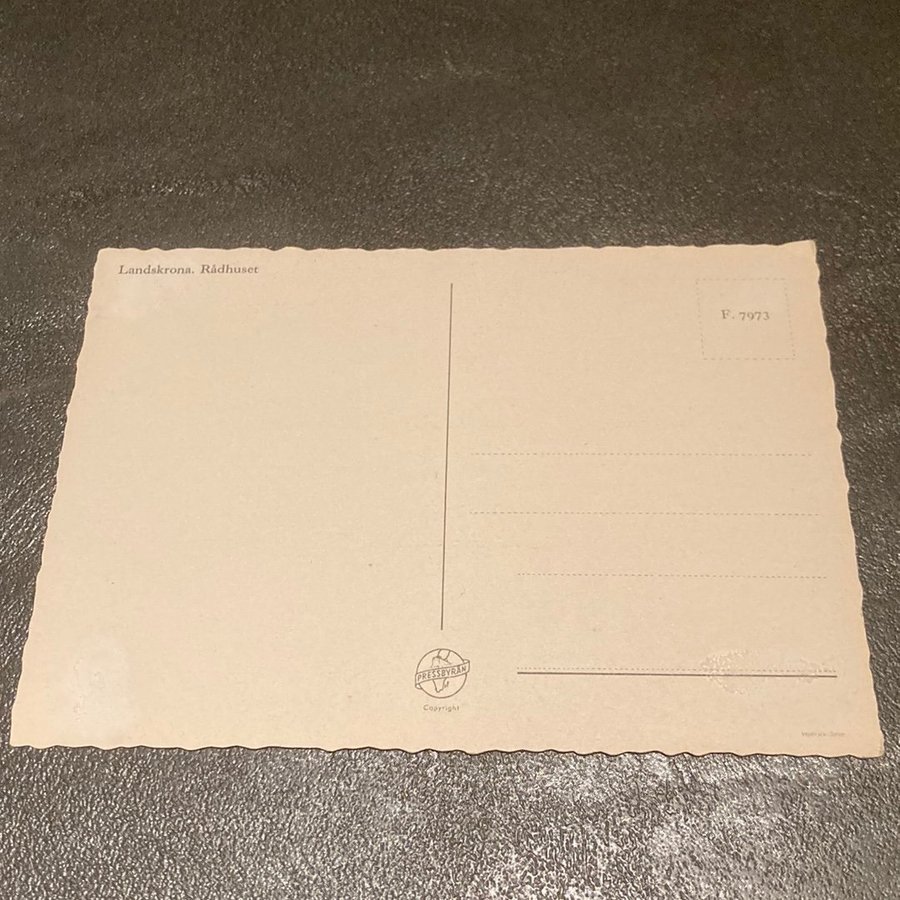 Landskrona. Rådhuset
F. 7973
PRESSBYRÅN
Copyright